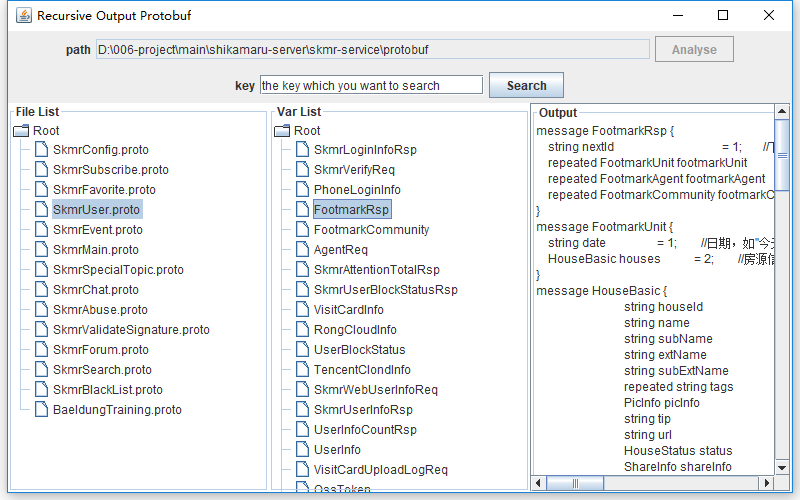 Recursive Output Protobuf
path D:\006-project\main\shikamaru-server\skmr-service\protobuf Analyse
key the key which you want to search Search
File List
Root
SkmrConfig.proto
SkmrSubscribe.proto
SkmrFavorite.proto
SkmrUser.proto
SkmrEvent.proto
SkmrMain.proto
SkmrSpecialTopic.proto
SkmrChat.proto
SkmrAbuse.proto
SkmrValidateSignature.proto
SkmrForum.proto
SkmrSearch.proto
SkmrBlackList.proto
BaeldungTraining.proto
Var List
Root
SkmrLoginInfoRsp
SkmrVerifyReq
PhoneLoginInfo
FootmarkRsp
FootmarkCommunity
AgentReq
SkmrAttentionTotalRsp
SkmrUserBlockStatusRsp
VisitCardInfo
RongCloudInfo
UserBlockStatus
TencentClondInfo
SkmrWebUserInfoReq
SkmrUserInfoRsp
UserInfoCountRsp
UserInfo
VisitCardUploadLogReq
OssToken
Output
message FootmarkRsp {
string nextId = 1; //
repeated FootmarkUnit footmarkUnit
repeated FootmarkAgent footmarkAgent
repeated FootmarkCommunity footmarkC
}
message FootmarkUnit {
string date = 1; //日期，如"今天
HouseBasic houses = 2; //房源信
}
message HouseBasic {
string houseId
string name
string subName
string extName
string subExtName
repeated string tags
PicInfo picInfo
string tip
string url
HouseStatus status
ShareInfo shareInfo